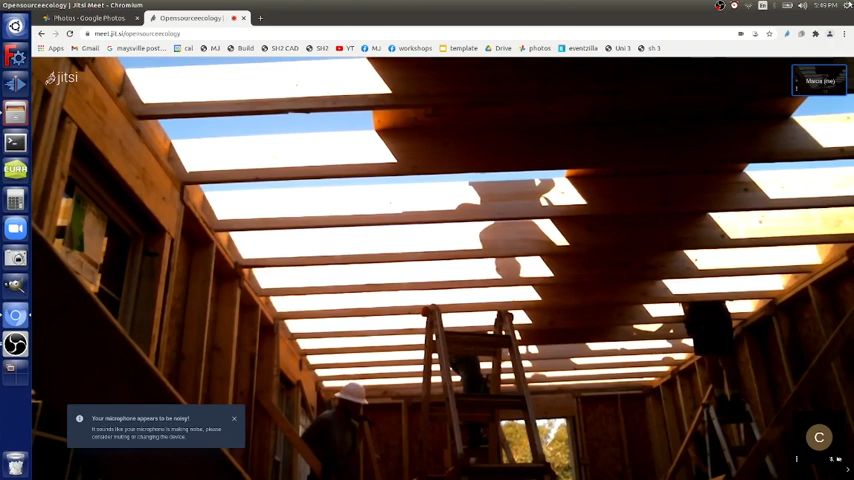 Opensourceecology | Jitsi Meet - Chromium
En
5:49 PM
Photos - Google Photos
Opensourceecology |
meet.jit.si/opensourceecology
Apps
Gmail
maysville post...
cal
MJ
Build
SH2 CAD
SH2
YT
MJ
workshops
template
Drive
photos
eventzilla
Uni 3
sh 3
jitsi
Marcin (me)
CURA
Your microphone appears to be noisy!
It sounds like your microphone is making noise, please
consider muting or changing the device.
C